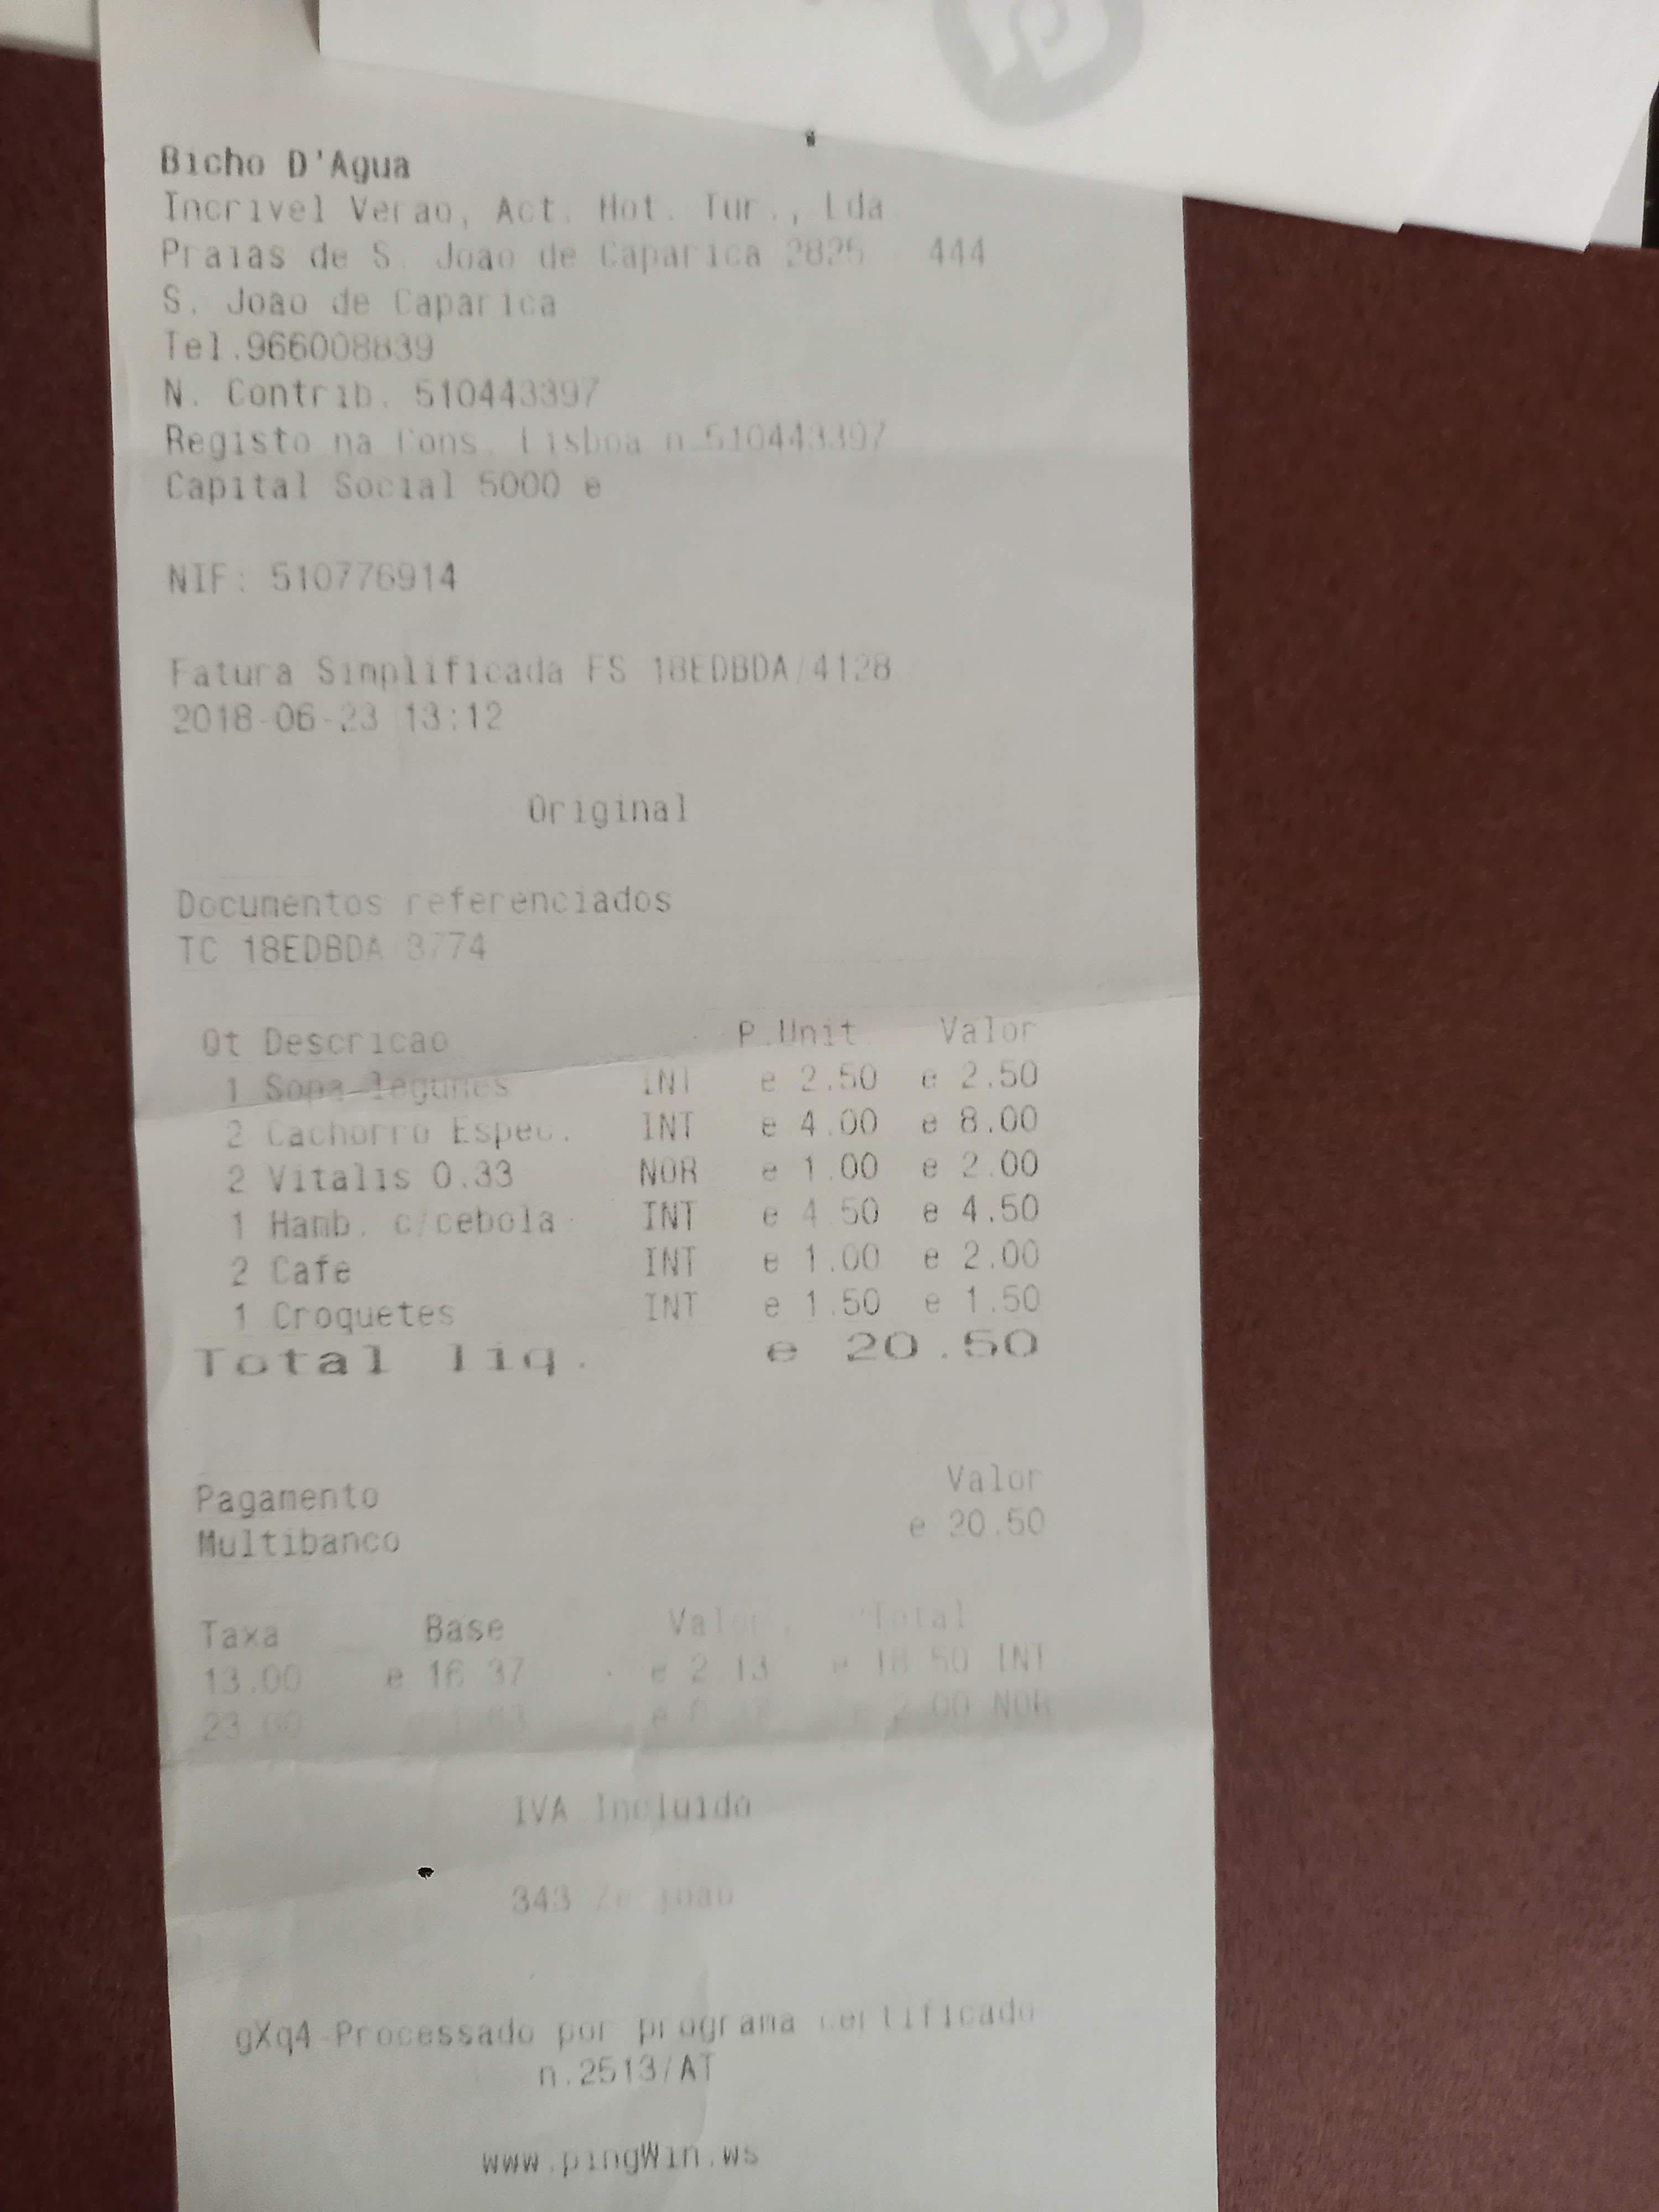 Bicho D'Agua
Incrivel Verao, Act. Hot. Tur., Lda
Praias de S. Joao de Caparica 2825 - 444
S. Joao de Caparica
Tel.966008839
N. Contrib. 510443397
Registo na Cons. Lisboa n.510443397
Capital Social 5000 e
NIF: 510776914
Fatura Simplificada FS 18EDBDA/4128
2018-06-23 13:12
Original
Documentos referenciados
TC 18EDBDA/3774
Qt Descricao P.Unit. Valor
1 Sopa legumes INT e 2.50 e 2.50
2 Cachorro Espec. INT e 4.00 e 8.00
2 Vitalis 0.33 NOR e 1.00 e 2.00
1 Hamb. c/cebola INT e 4.50 e 4.50
2 Cafe INT e 1.00 e 2.00
1 Croquetes INT e 1.50 e 1.50
Total liq. e 20.50
Pagamento Valor
Multibanco e 20.50
Taxa Base Valor Total
13.00 e 16.37 e 2.13 e 18.50 INT
23.00 e 2.00 NOR
IVA Incluido
343 Ze joao
gXq4-Processado por programa certificado
n.2513/AT
www.pingWin.ws